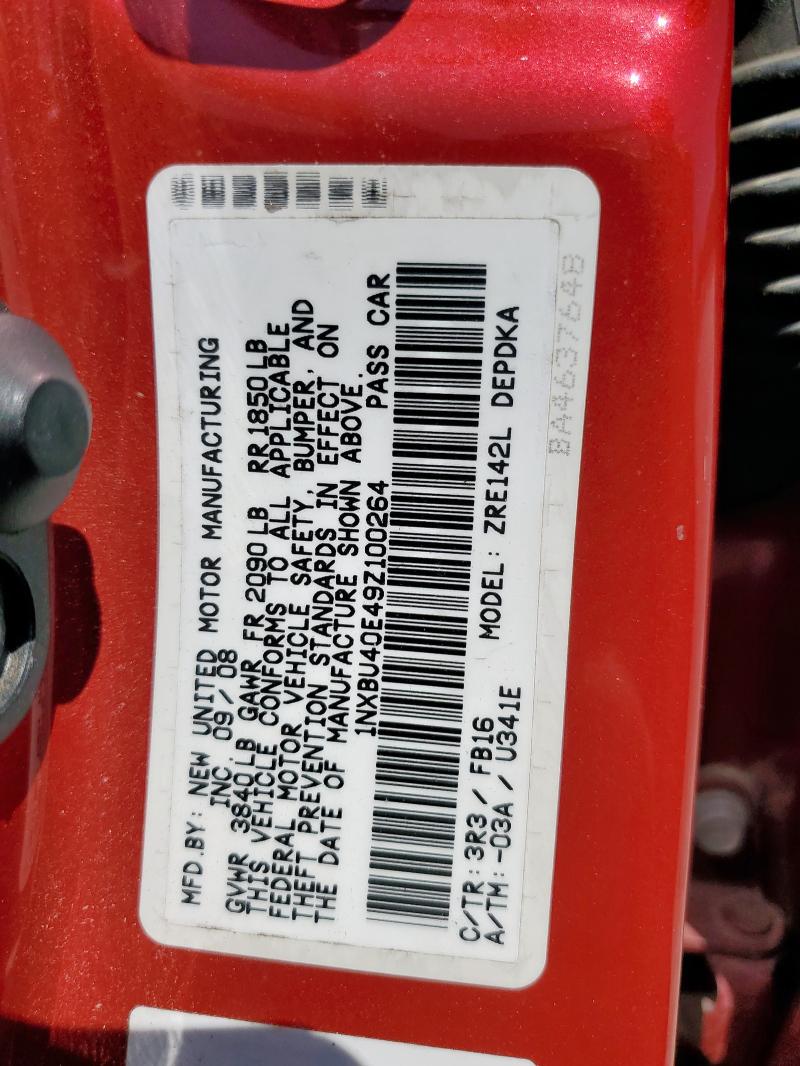 MFD.BY: NEW UNITED MOTOR MANUFACTURING
INC. 09/08
GVWR 3840LB GAWR FR 2090LB RR1850LB
THIS VEHICLE CONFORMS TO ALL APPLICABLE
FEDERAL MOTOR VEHICLE SAFETY, BUMPER, AND
THEFT PREVENTION STANDARDS IN EFFECT ON
THE DATE OF MANUFACTURE SHOWN ABOVE.
1NXBU40E49Z100264 PASS CAR
C/TR: 3R3/FB16 MODEL: ZRE142L DEPDKA
A/TM: -03A/U341E
BA4637648